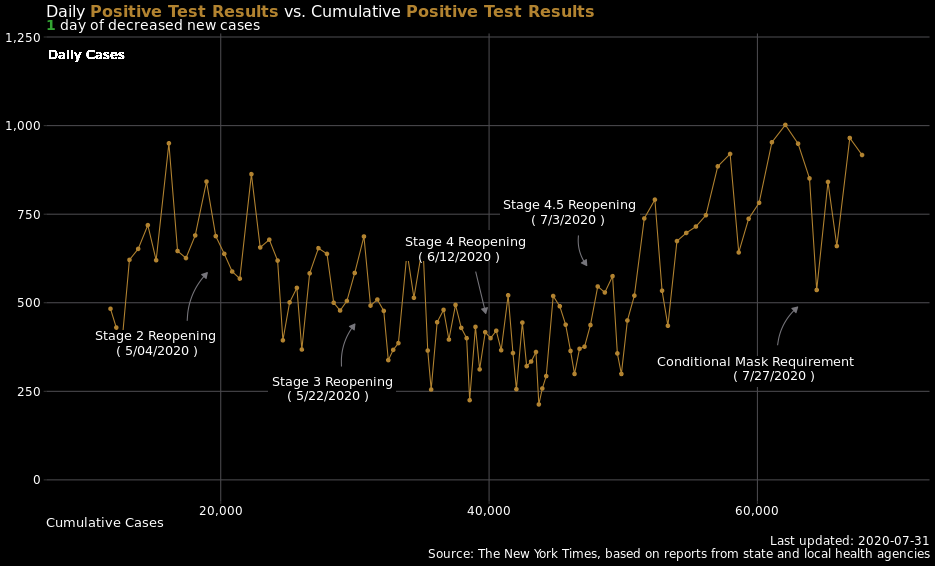 Daily Positive Test Results vs. Cumulative Positive Test Results
1 day of decreased new cases
1,250
Daily Cases
1,000
750
500
250
0
Stage 4.5 Reopening
( 7/3/2020 )
Stage 4 Reopening
( 6/12/2020 )
Stage 2 Reopening
( 5/04/2020 )
Stage 3 Reopening
( 5/22/2020 )
Conditional Mask Requirement
( 7/27/2020 )
20,000
40,000
60,000
Cumulative Cases
Last updated: 2020-07-31
Source: The New York Times, based on reports from state and local health agencies